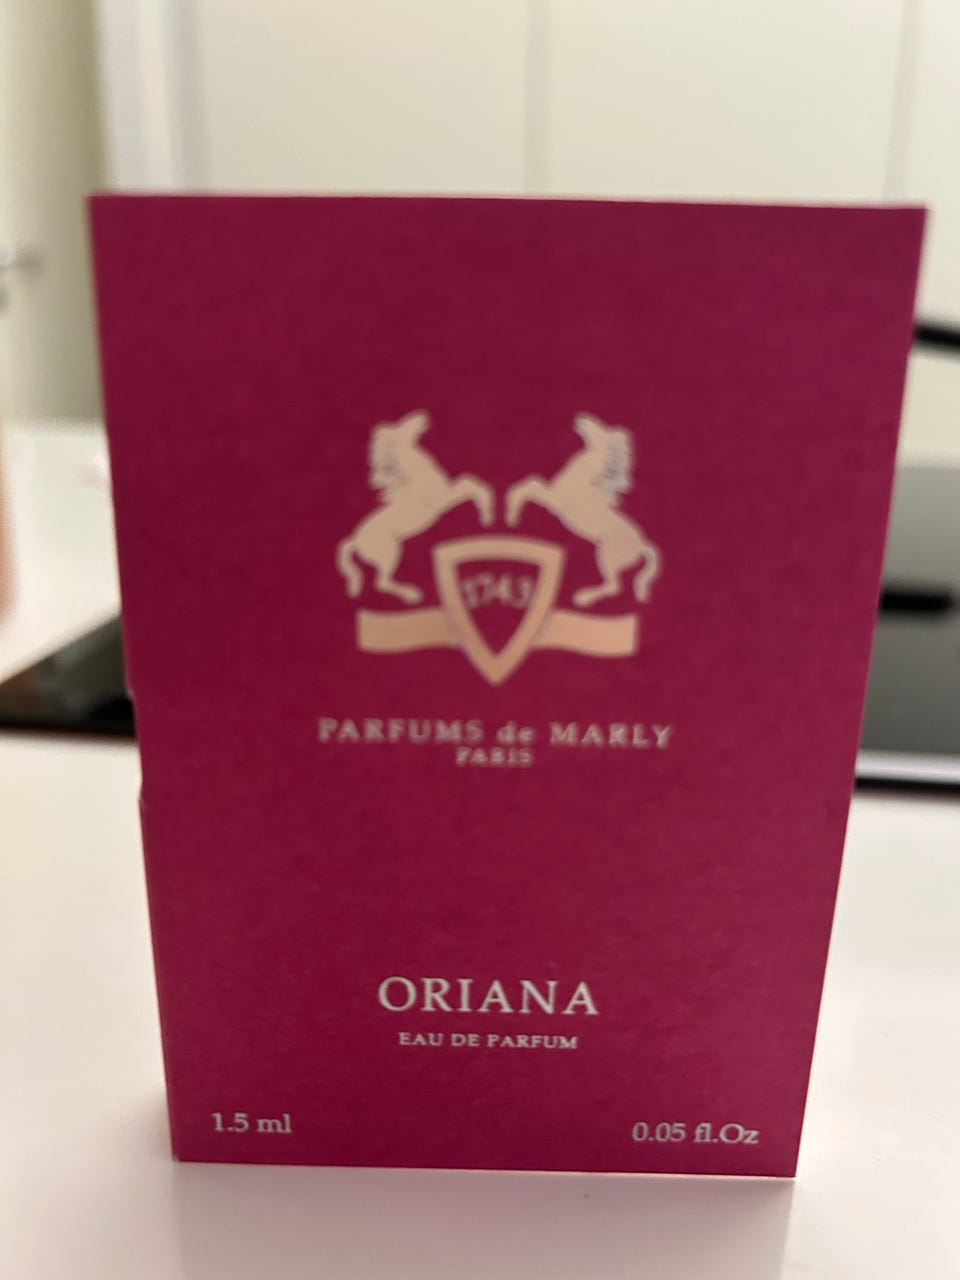 1743
PARFUMS de MARLY
PARIS
ORIANA
EAU DE PARFUM
1.5 ml
0.05 fl.Oz